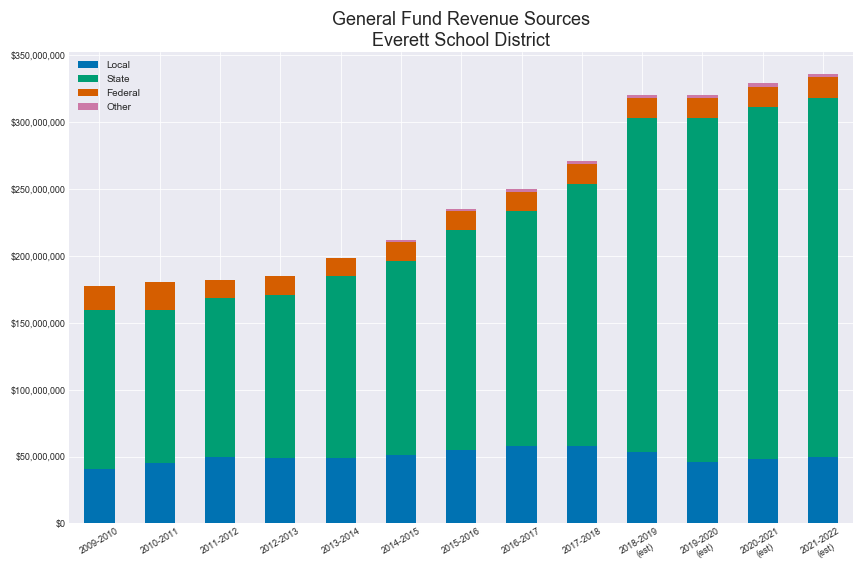 General Fund Revenue Sources
Everett School District
Local
State
Federal
Other
$350,000,000
$300,000,000
$250,000,000
$200,000,000
$150,000,000
$100,000,000
$50,000,000
$0
2009-2010
2010-2011
2011-2012
2012-2013
2013-2014
2014-2015
2015-2016
2016-2017
2017-2018
2018-2019
(est)
2019-2020
(est)
2020-2021
(est)
2021-2022
(est)